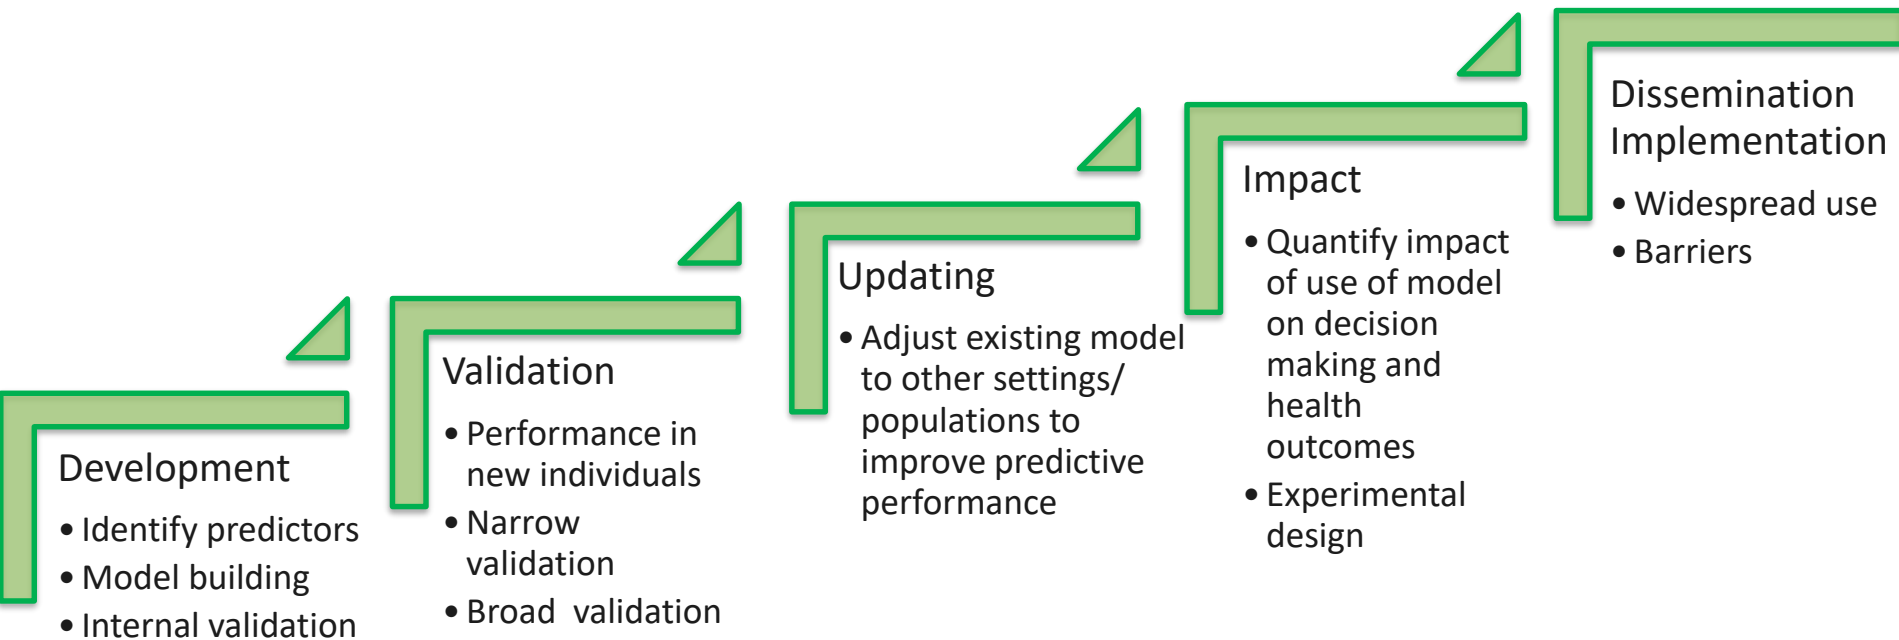 Development
• Identify predictors
• Model building
• Internal validation
Validation
• Performance in
new individuals
• Narrow
validation
• Broad validation
Updating
• Adjust existing model
to other settings/
populations to
improve predictive
performance
Impact
• Quantify impact
of use of model
on decision
making and
health
outcomes
• Experimental
design
Dissemination
Implementation
• Widespread use
• Barriers